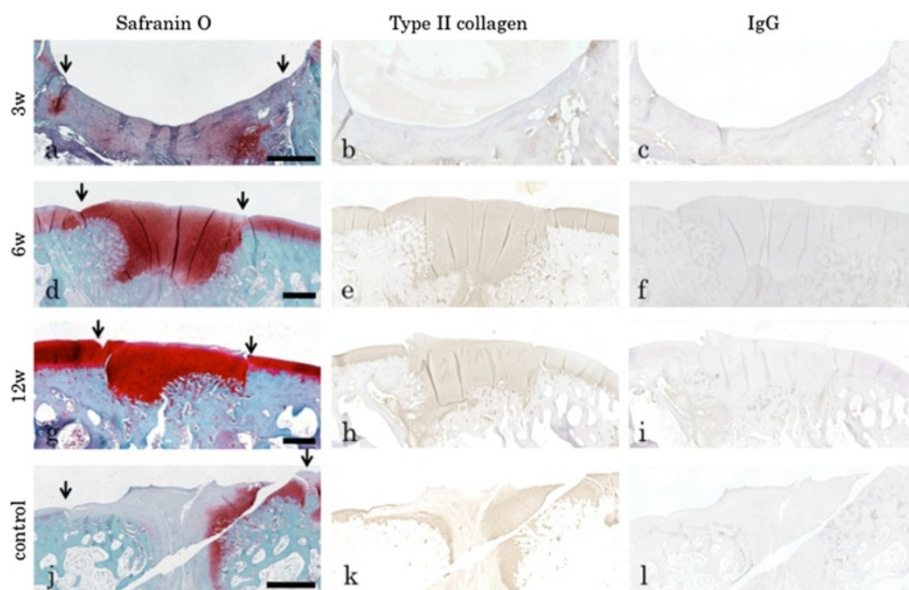 Safranin O Type II collagen IgG
3w a b c
6w d e f
12w g h i
control j k l